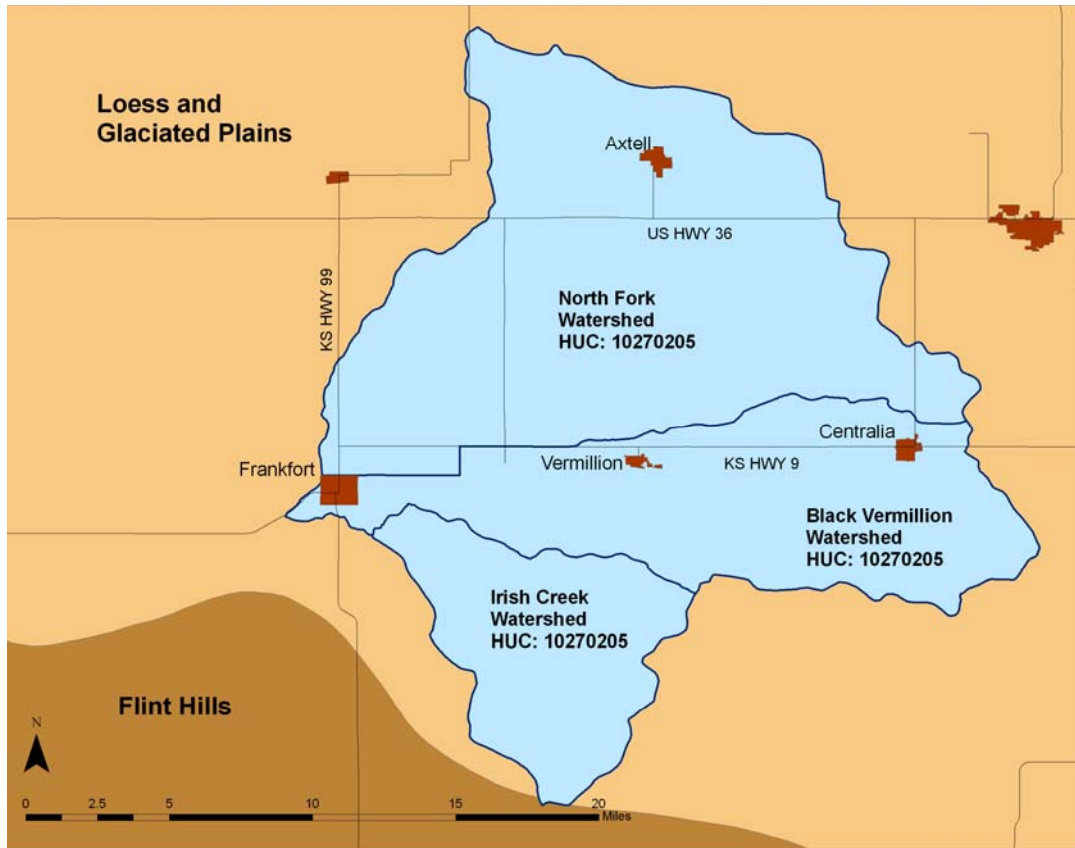 Loess and
Glaciated Plains
Axtell
US HWY 36
KS HWY 99
North Fork
Watershed
HUC: 10270205
Centralia
Frankfort
Vermillion
KS HWY 9
Black Vermillion
Watershed
HUC: 10270205
Irish Creek
Watershed
HUC: 10270205
Flint Hills
N
0 2.5 5 10 15 20
Miles